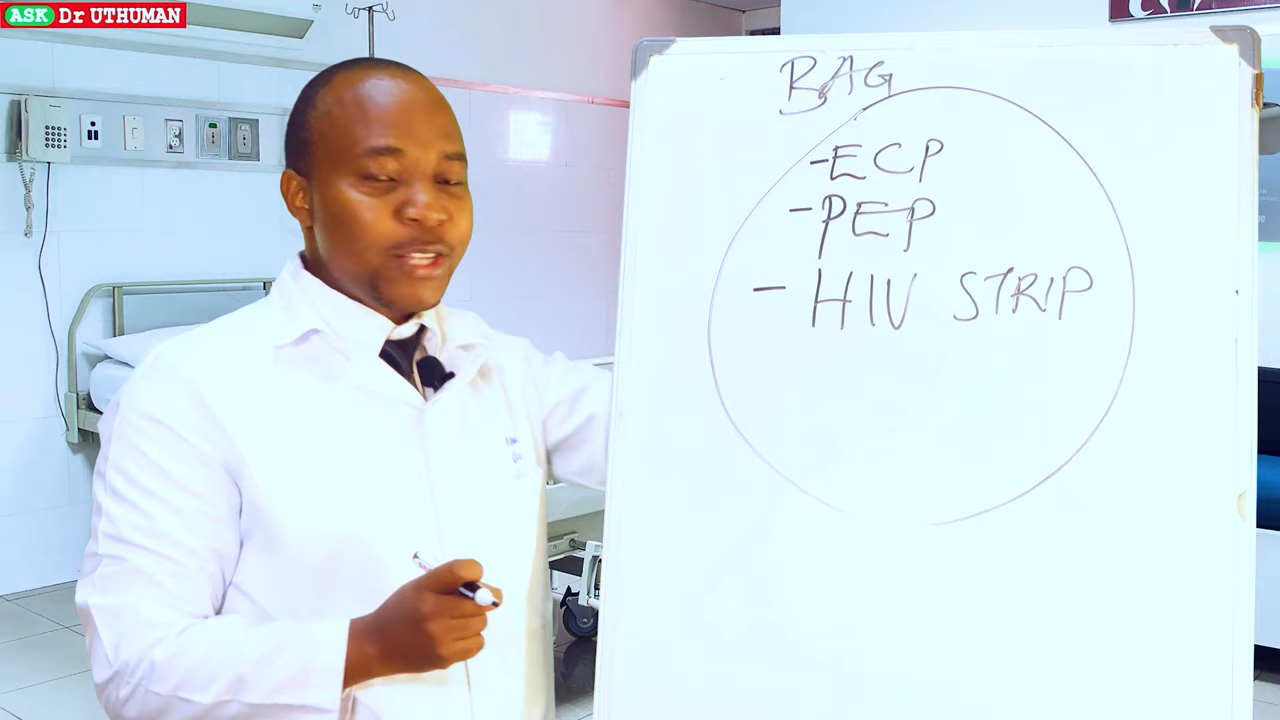 ASK Dr UTHUMAN
BAG
- ECP
- PEP
- HIV STRIP